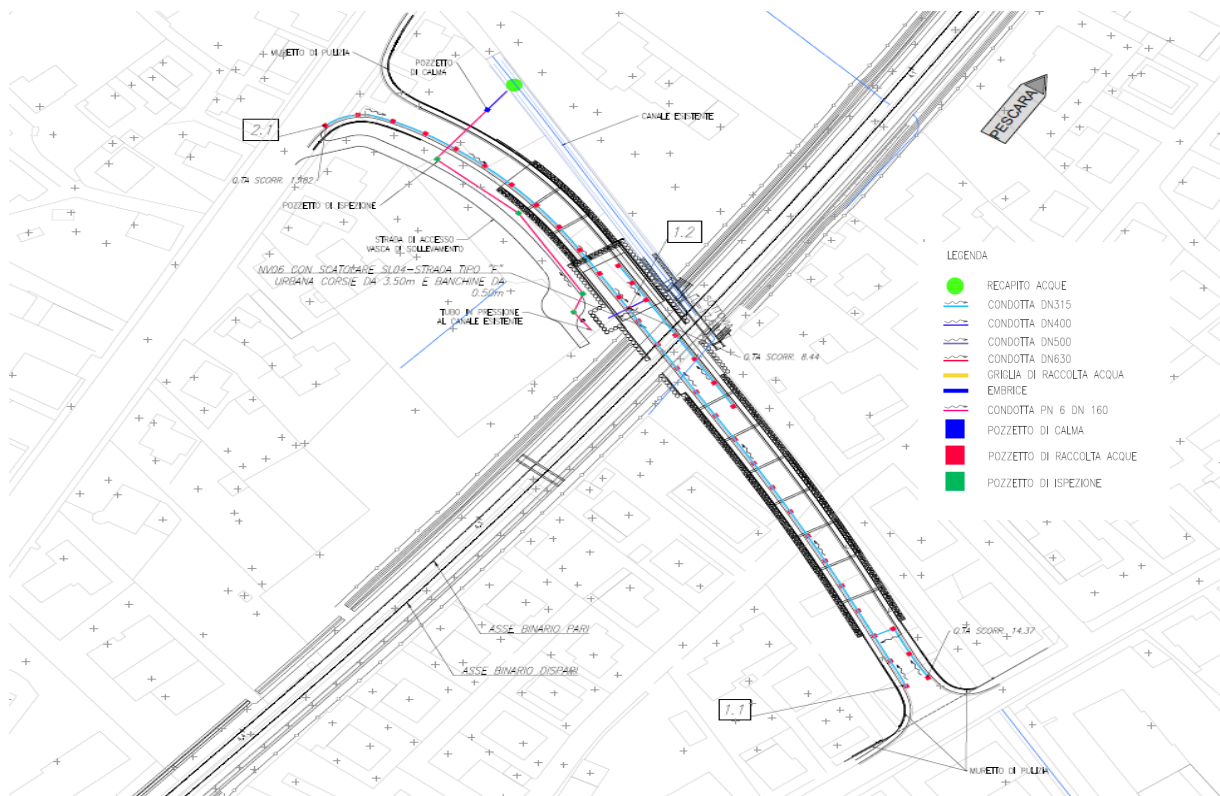 MURETTO DI PULIZIA
POZZETTO
DI CALMA
CANALE ESISTENTE
PESCARA
2.1
Q.TA SCORR.
POZZETTO DI ISPEZIONE
STRADA DI ACCESSO
VASCA DI SOLLEVAMENTO
1.2
NV06 CON SCATOLARE SL04-STRADA TIPO "F"
URBANA CORSIE DA 3.50m E BANCHINE DA
0.50m
TUBO IN PRESSIONE
AL CANALE ESISTENTE
Q.TA SCORR. 8.44
LEGENDA
RECAPITO ACQUE
CONDOTTA DN315
CONDOTTA DN400
CONDOTTA DN500
CONDOTTA DN630
GRIGLIA DI RACCOLTA ACQUA
EMBRICE
CONDOTTA PN 6 DN 160
POZZETTO DI CALMA
POZZETTO DI RACCOLTA ACQUE
POZZETTO DI ISPEZIONE
ASSE BINARIO PARI
ASSE BINARIO DISPARI
Q.TA SCORR. 14.37
1.1
MURETTO DI PULIZIA